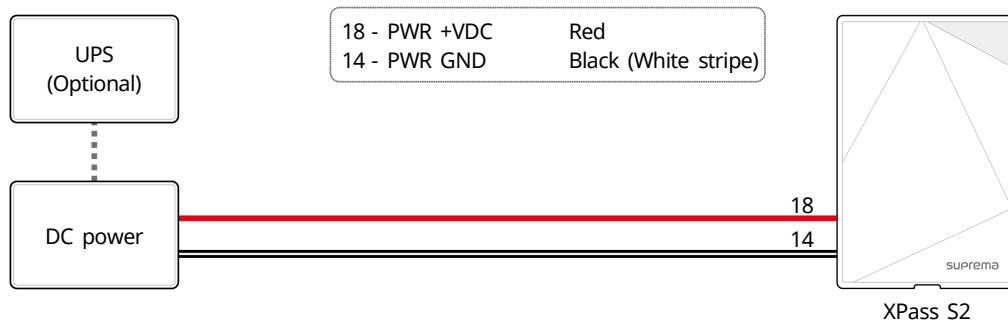 UPS
(Optional)
18 - PWR +VDC Red
14 - PWR GND Black (White stripe)
DC power
18
14
suprema
XPass S2